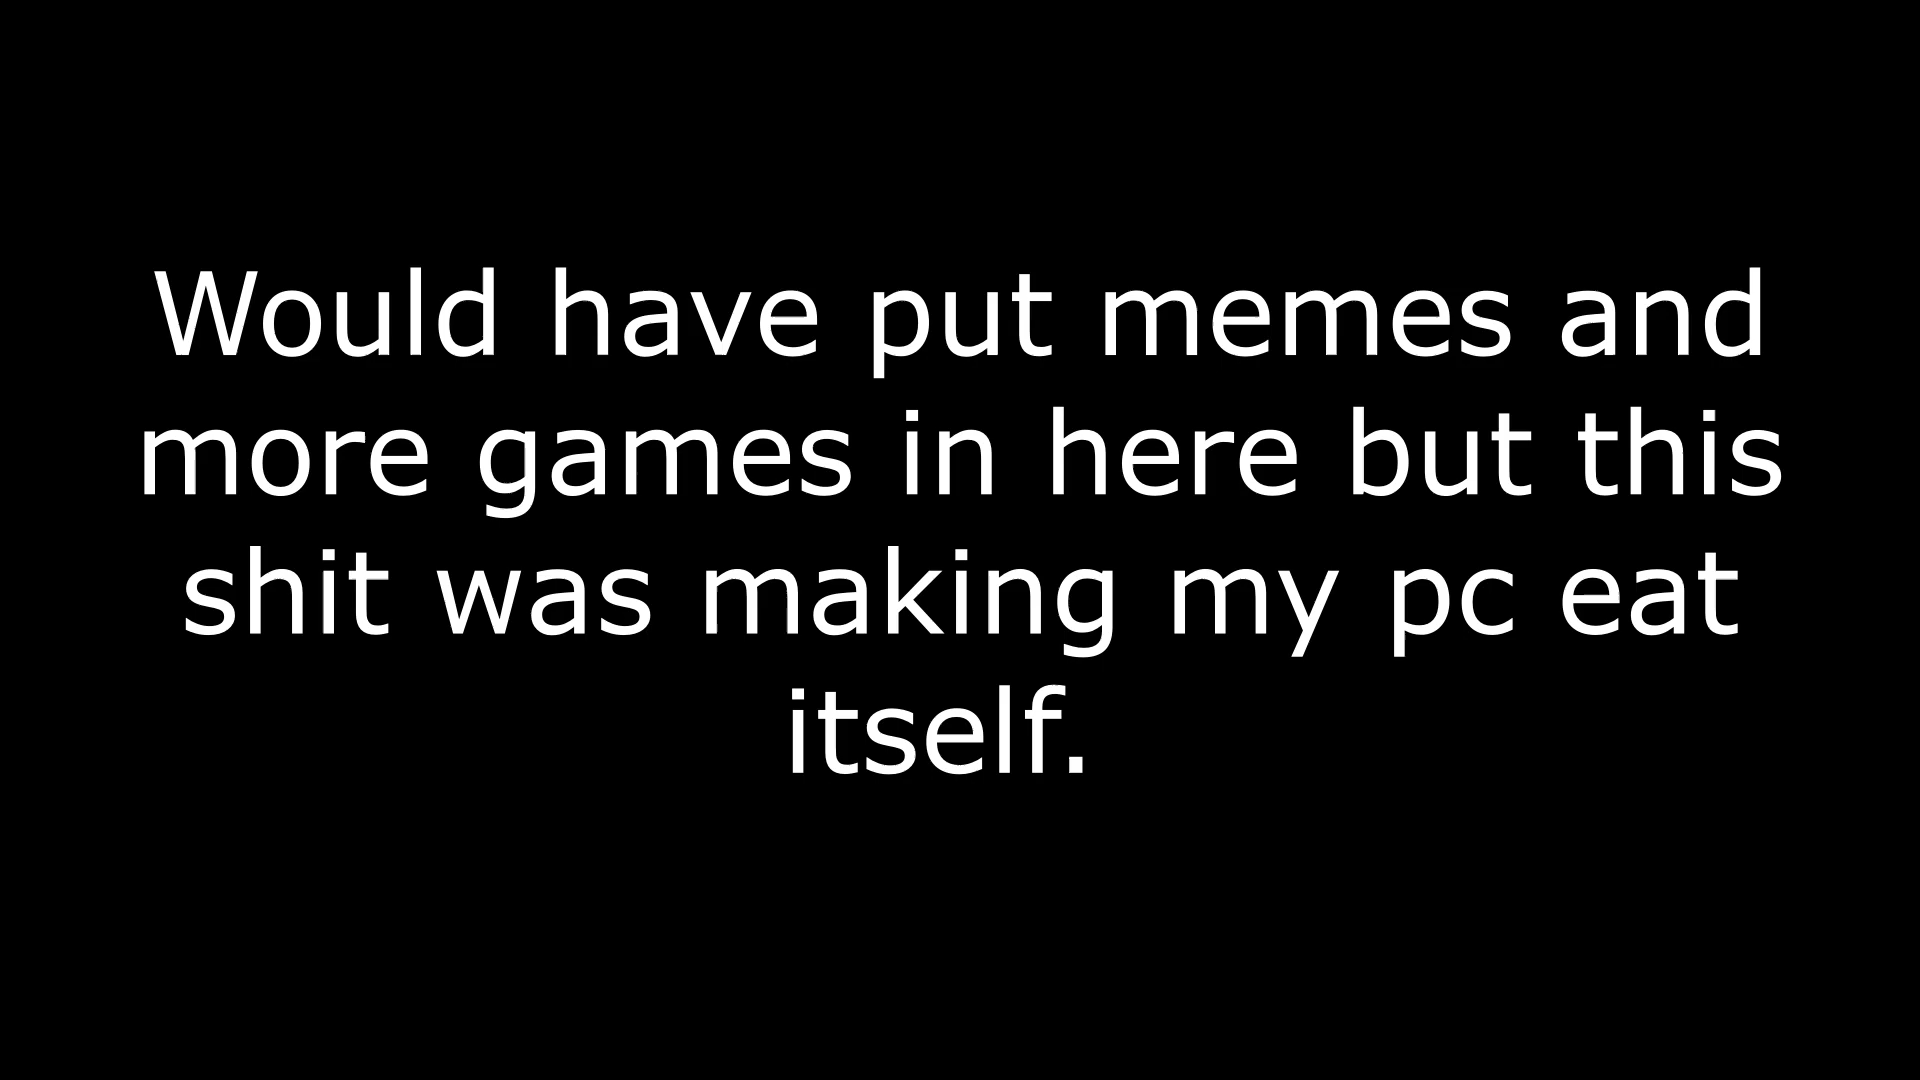 Would have put memes and
more games in here but this
shit was making my pc eat
itself.